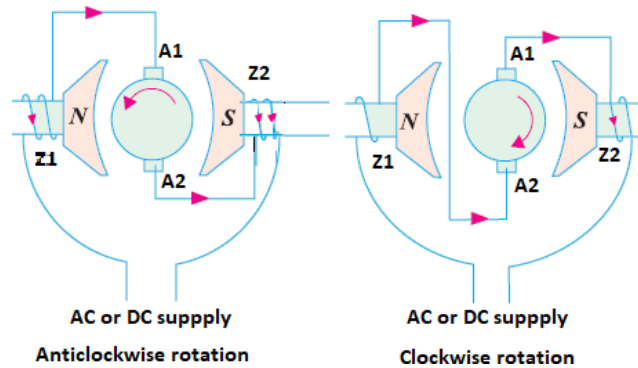 A1
Z2
N
S
Z1
A2
AC or DC suppply
Anticlockwise rotation
A1
N
S
Z1
Z2
A2
AC or DC suppply
Clockwise rotation